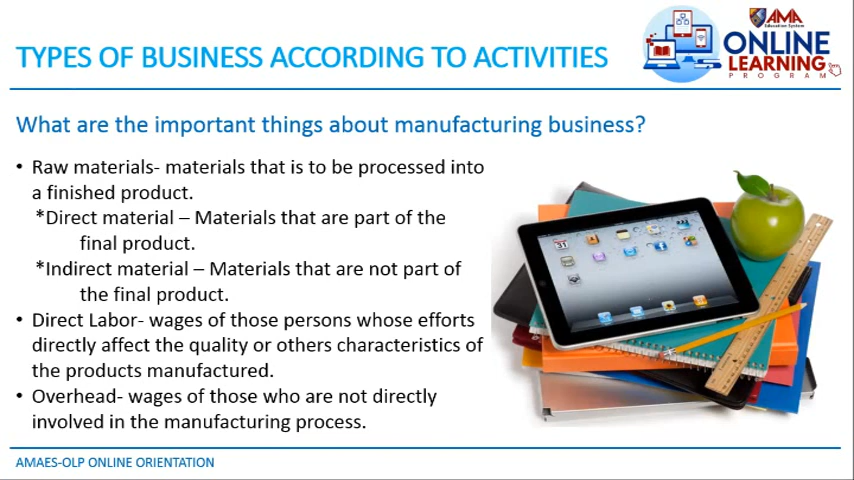 AMA
Education System
ONLINE
LEARNING
PROGRAM
TYPES OF BUSINESS ACCORDING TO ACTIVITIES
What are the important things about manufacturing business?
• Raw materials- materials that is to be processed into
a finished product.
*Direct material – Materials that are part of the
final product.
*Indirect material – Materials that are not part of
the final product.
• Direct Labor- wages of those persons whose efforts
directly affect the quality or others characteristics of
the products manufactured.
• Overhead- wages of those who are not directly
involved in the manufacturing process.
31
AMAES-OLP ONLINE ORIENTATION